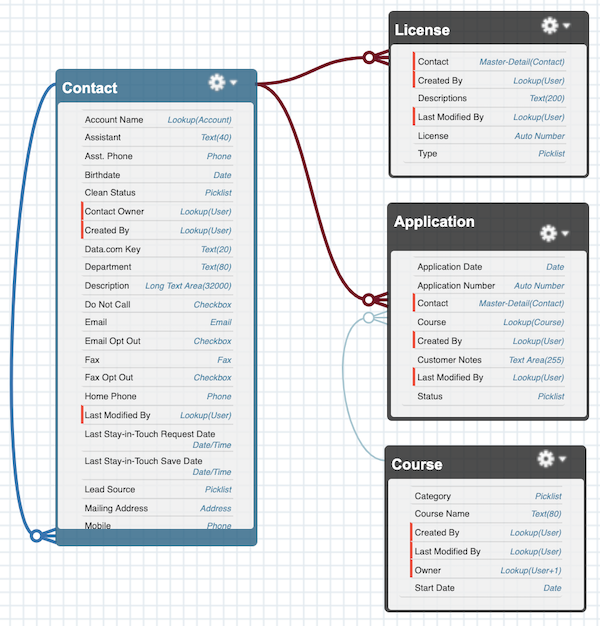 Contact
Account Name Lookup(Account)
Assistant Text(40)
Asst. Phone Phone
Birthdate Date
Clean Status Picklist
Contact Owner Lookup(User)
Created By Lookup(User)
Data.com Key Text(20)
Department Text(80)
Description Long Text Area(32000)
Do Not Call Checkbox
Email Email
Email Opt Out Checkbox
Fax Fax
Fax Opt Out Checkbox
Home Phone Phone
Last Modified By Lookup(User)
Last Stay-in-Touch Request Date
Date/Time
Last Stay-in-Touch Save Date
Date/Time
Lead Source Picklist
Mailing Address Address
Mobile Phone
License
Contact Master-Detail(Contact)
Created By Lookup(User)
Descriptions Text(200)
Last Modified By Lookup(User)
License Auto Number
Type Picklist
Application
Application Date Date
Application Number Auto Number
Contact Master-Detail(Contact)
Course Lookup(Course)
Created By Lookup(User)
Customer Notes Text Area(255)
Last Modified By Lookup(User)
Status Picklist
Course
Category Picklist
Course Name Text(80)
Created By Lookup(User)
Last Modified By Lookup(User)
Owner Lookup(User+1)
Start Date Date